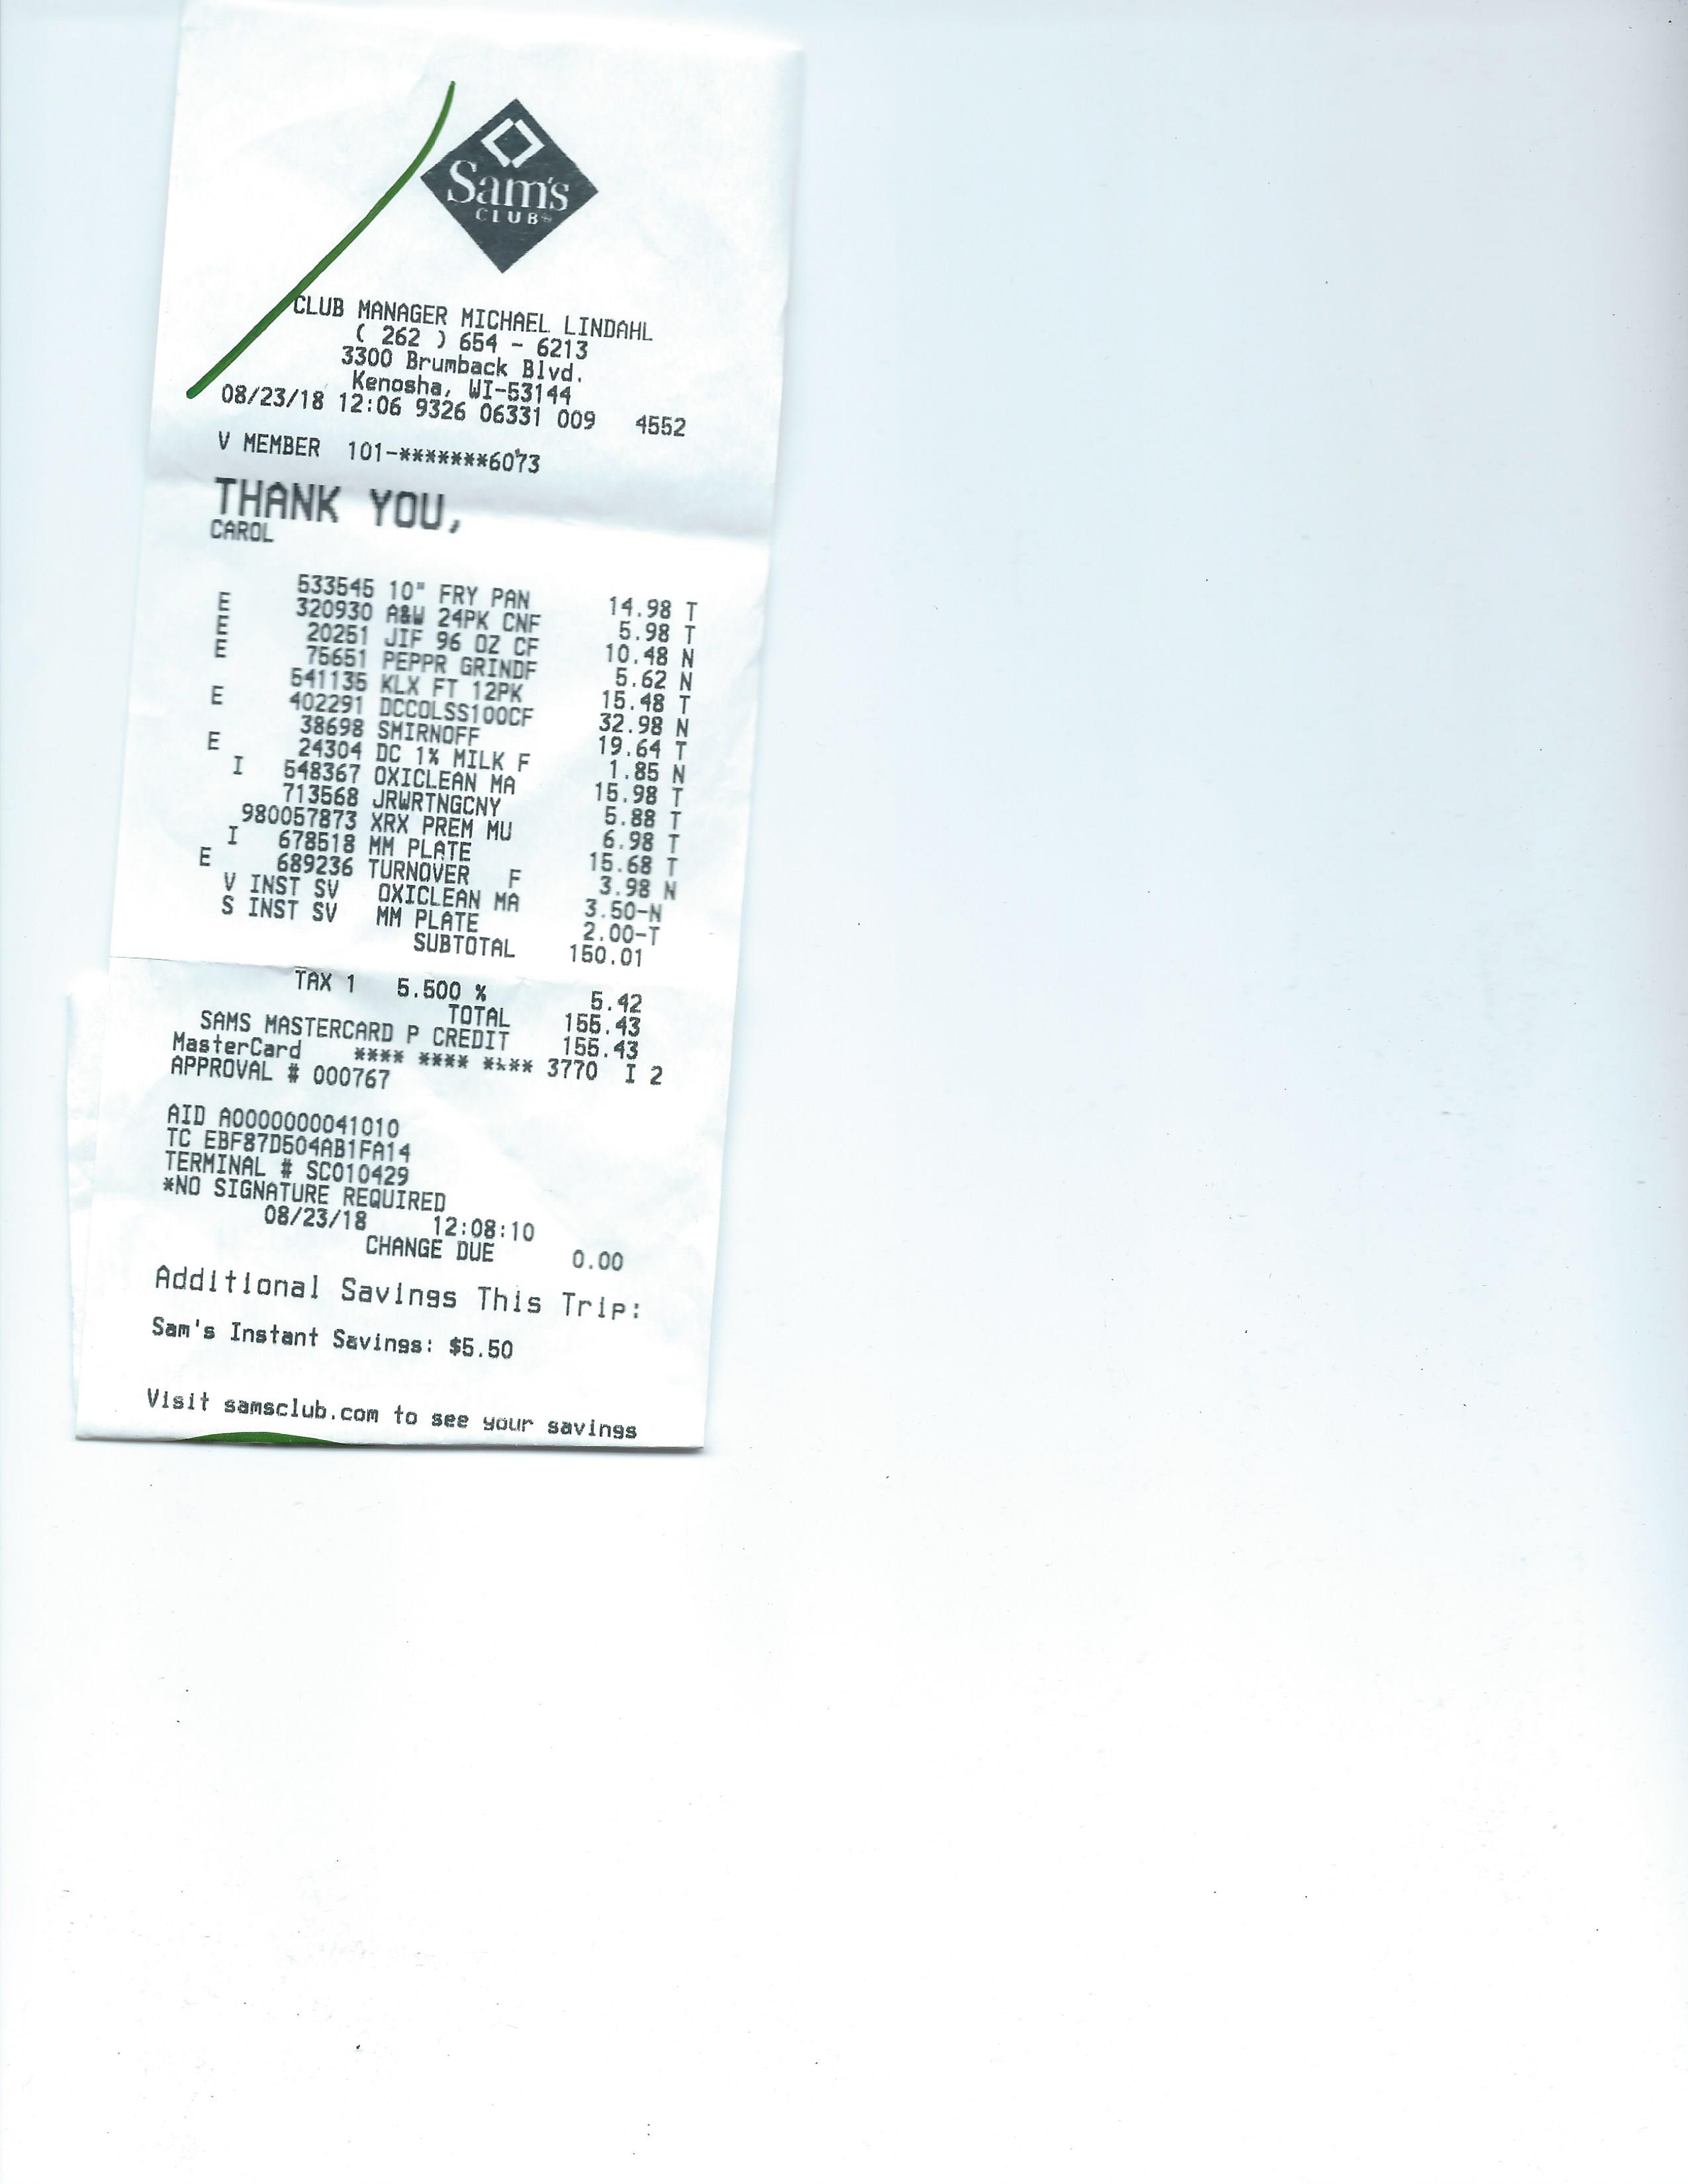 Sam's
CLUB
CLUB MANAGER MICHAEL LINDAHL
( 262 ) 654 - 6213
3300 Brumback Blvd.
Kenosha, WI-53144
08/23/18 12:06 9326 06331 009 4552
V MEMBER 101-*******6073
THANK YOU,
CAROL
533545 10" FRY PAN 14.98 T
E 320930 A&W 24PK CNF 5.98 T
E 20251 JIF 96 OZ CF 10.48 N
E 75651 PEPPR GRINDF 5.62 N
541135 KLX FT 12PK 15.48 T
E 402291 DCCOLSS100CF 32.98 N
38698 SMIRNOFF 19.64 T
E 24304 DC 1% MILK F 1.85 N
I 548367 OXICLEAN MA 15.98 T
713568 JRWRTNGCNY 5.88 T
980057873 XRX PREM MU 6.98 T
I 678518 MM PLATE 15.68 T
E 689236 TURNOVER F 3.98 N
V INST SV OXICLEAN MA 3.50-N
S INST SV MM PLATE 2.00-T
SUBTOTAL 150.01
TAX 1 5.500 % 5.42
TOTAL 155.43
SAMS MASTERCARD P CREDIT 155.43
MasterCard **** **** **** 3770 I 2
APPROVAL # 000767
AID A0000000041010
TC EBF87D504AB1FA14
TERMINAL # SC010429
*NO SIGNATURE REQUIRED
08/23/18 12:08:10
CHANGE DUE 0.00
Additional Savings This Trip:
Sam's Instant Savings: $5.50
Visit samsclub.com to see your savings